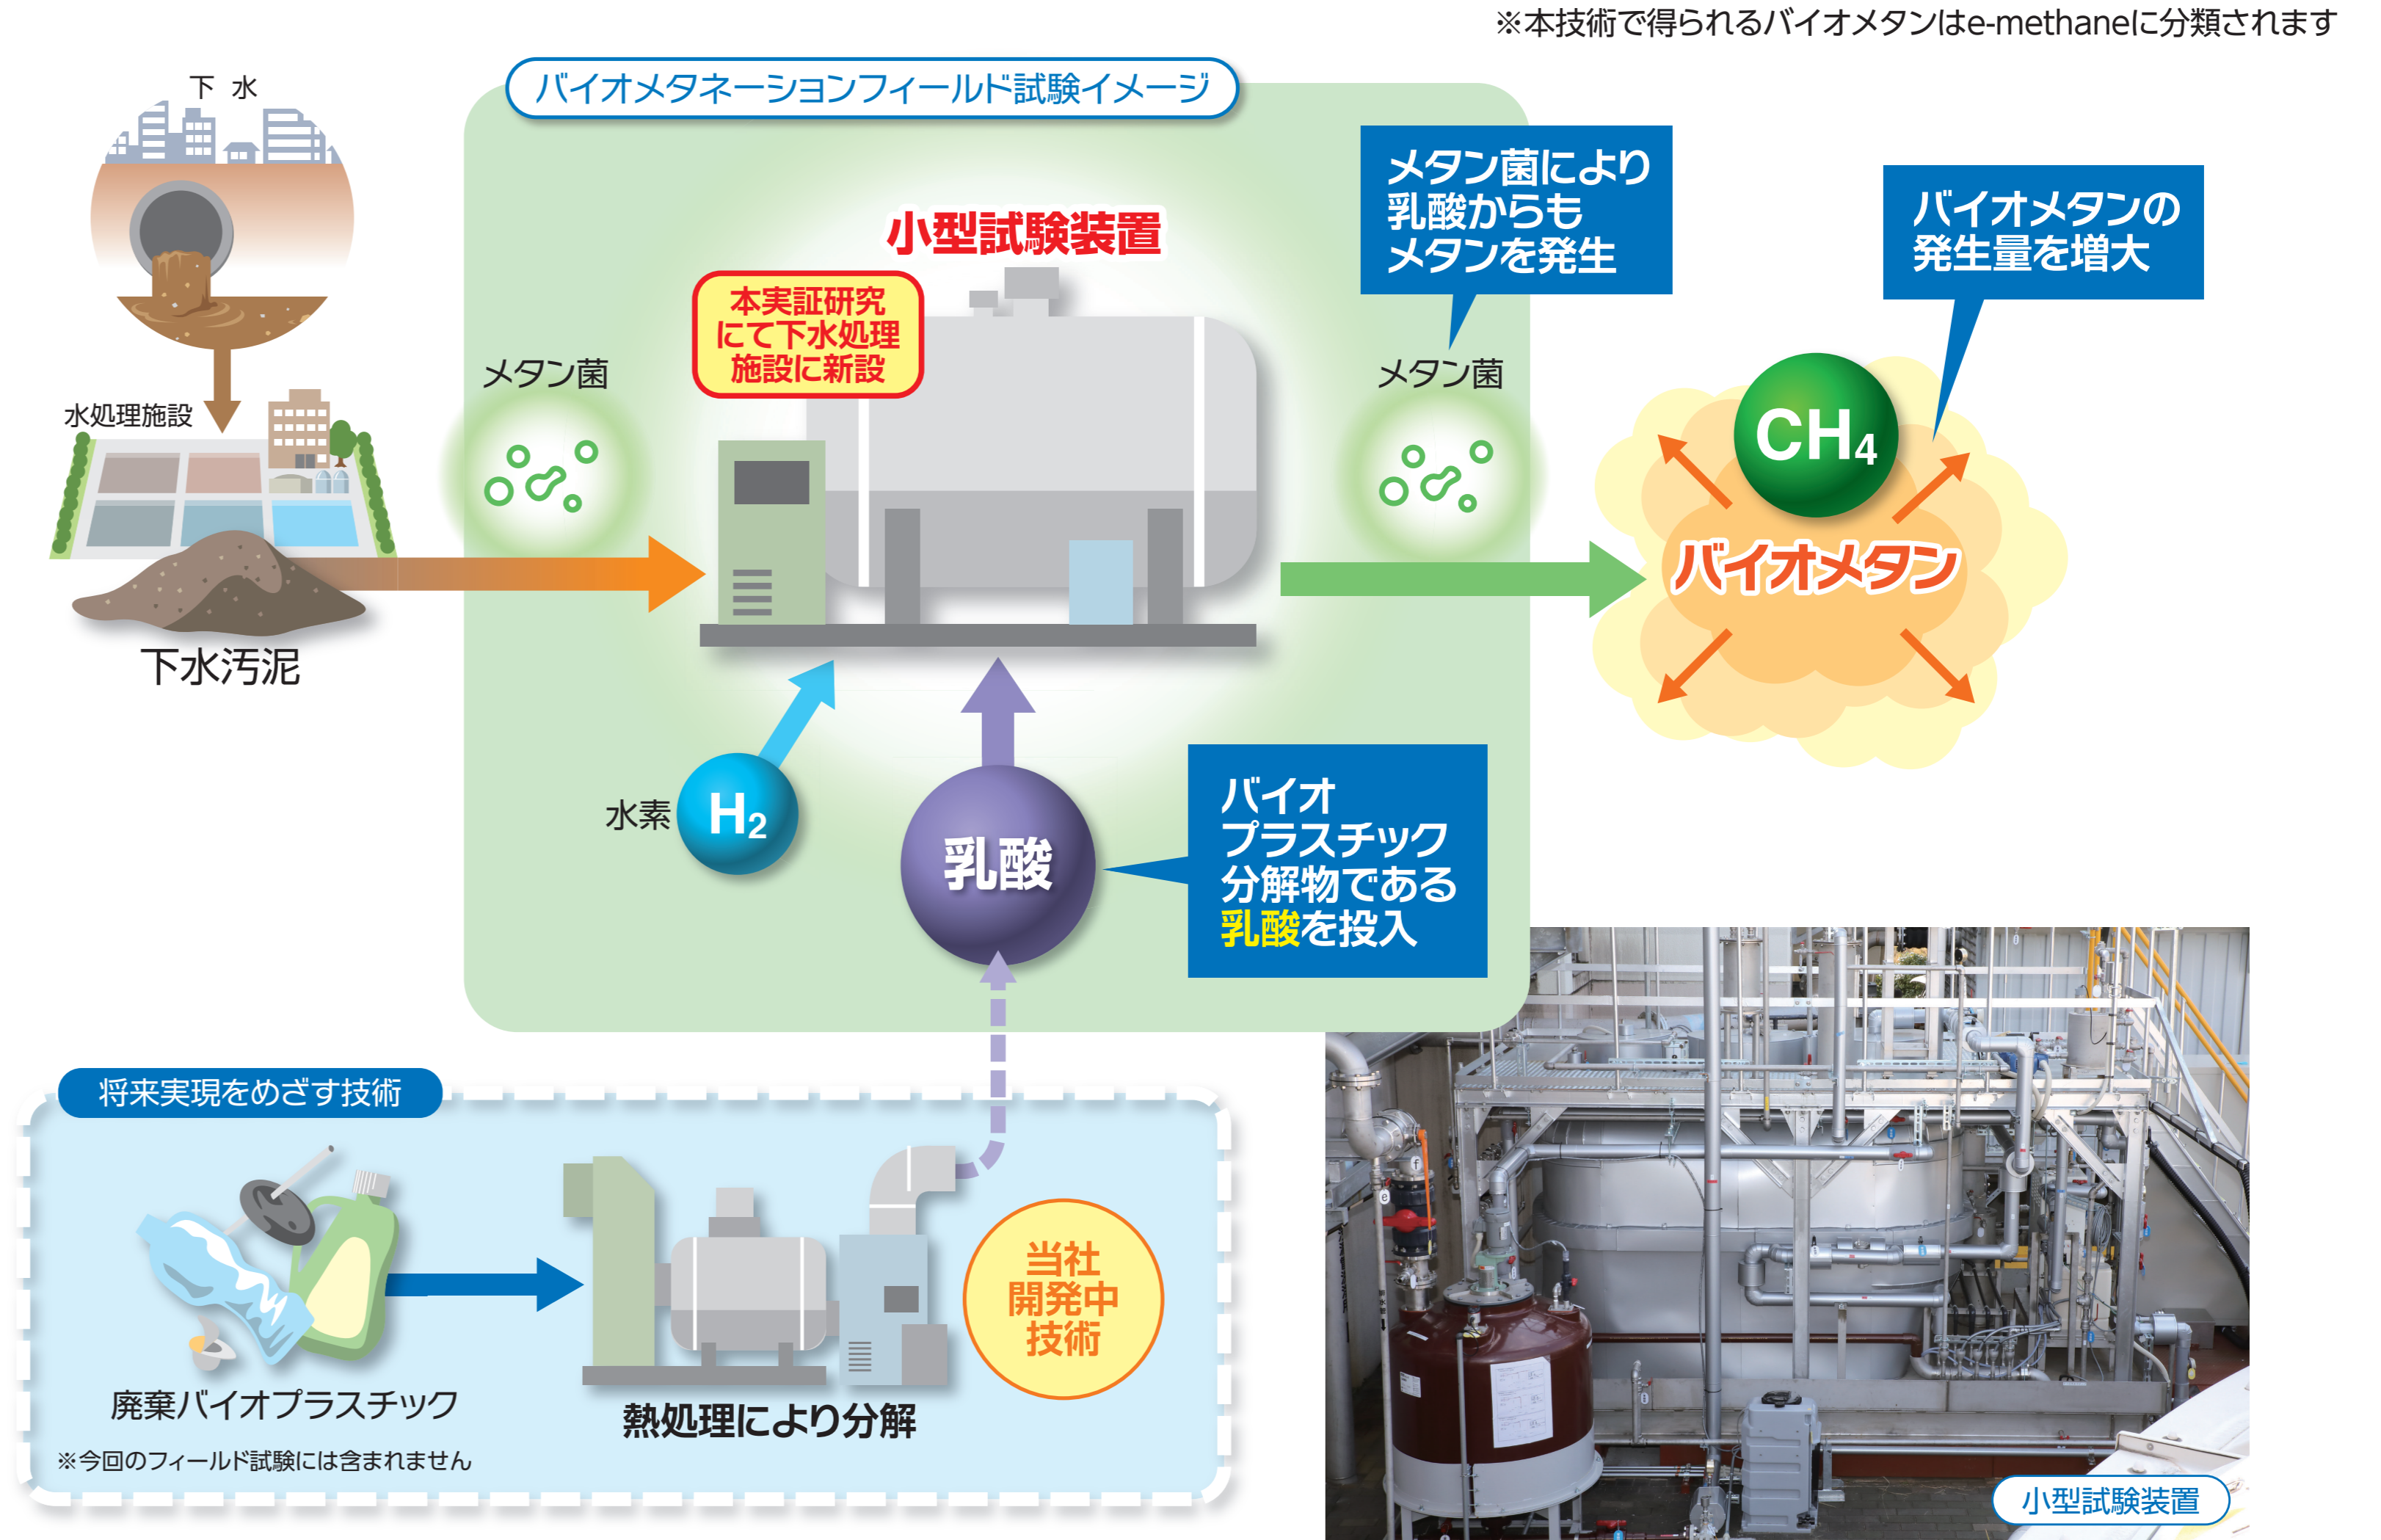 ※本技術で得られるバイオメタンはe-methaneに分類されます
下 水
バイオメタネーションフィールド試験イメージ
メタン菌により
乳酸からも
メタンを発生
バイオメタンの
発生量を増大
小型試験装置
本実証研究
にて下水処理
施設に新設
メタン菌
メタン菌
水処理施設
CH₄
バイオメタン
下水汚泥
水素
H₂
乳酸
バイオ
プラスチック
分解物である
乳酸を投入
将来実現をめざす技術
当社
開発中
技術
廃棄バイオプラスチック
熱処理により分解
※今回のフィールド試験には含まれません
f
e
小型試験装置